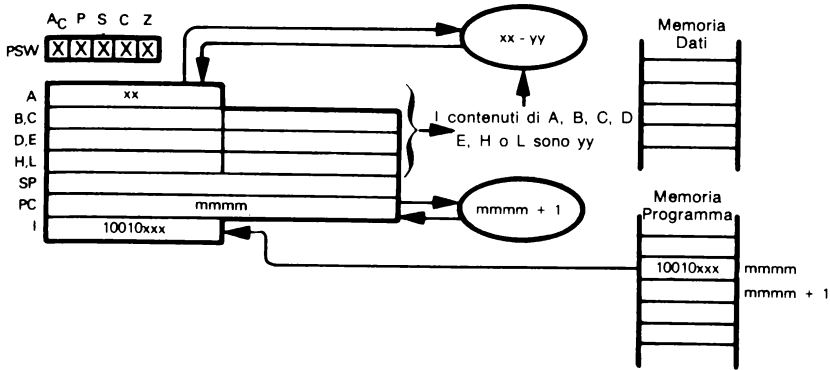 A_C P S C Z
PSW X X X X X
xx - yy
Memoria
Dati
A xx
B,C
D,E
H,L
SP
PC mmmm
I 10010xxx
I contenuti di A, B, C, D
E, H o L sono yy
mmmm + 1
Memoria
Programma
10010xxx mmmm
mmmm + 1